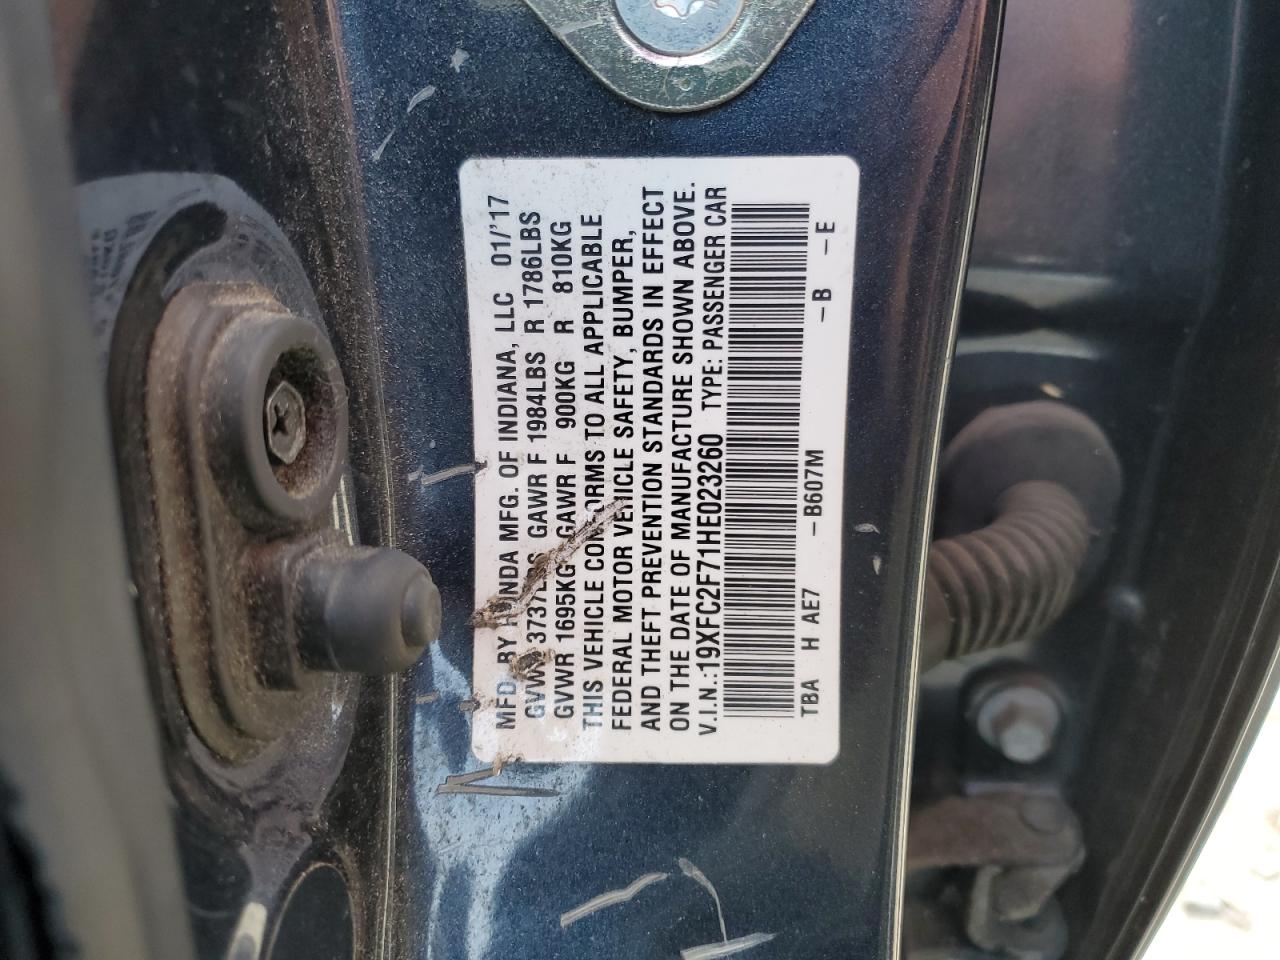 MFD. BY HONDA MFG. OF INDIANA, LLC 01/'17
GVWR 3737LBS GAWR F 1984LBS R 1786LBS
GVWR 1695KG GAWR F 900KG R 810KG
THIS VEHICLE CONFORMS TO ALL APPLICABLE
FEDERAL MOTOR VEHICLE SAFETY, BUMPER,
AND THEFT PREVENTION STANDARDS IN EFFECT
ON THE DATE OF MANUFACTURE SHOWN ABOVE.
V.I.N.:19XFC2F71HE023260 TYPE: PASSENGER CAR
TBA H AE7 -B607M -B -E